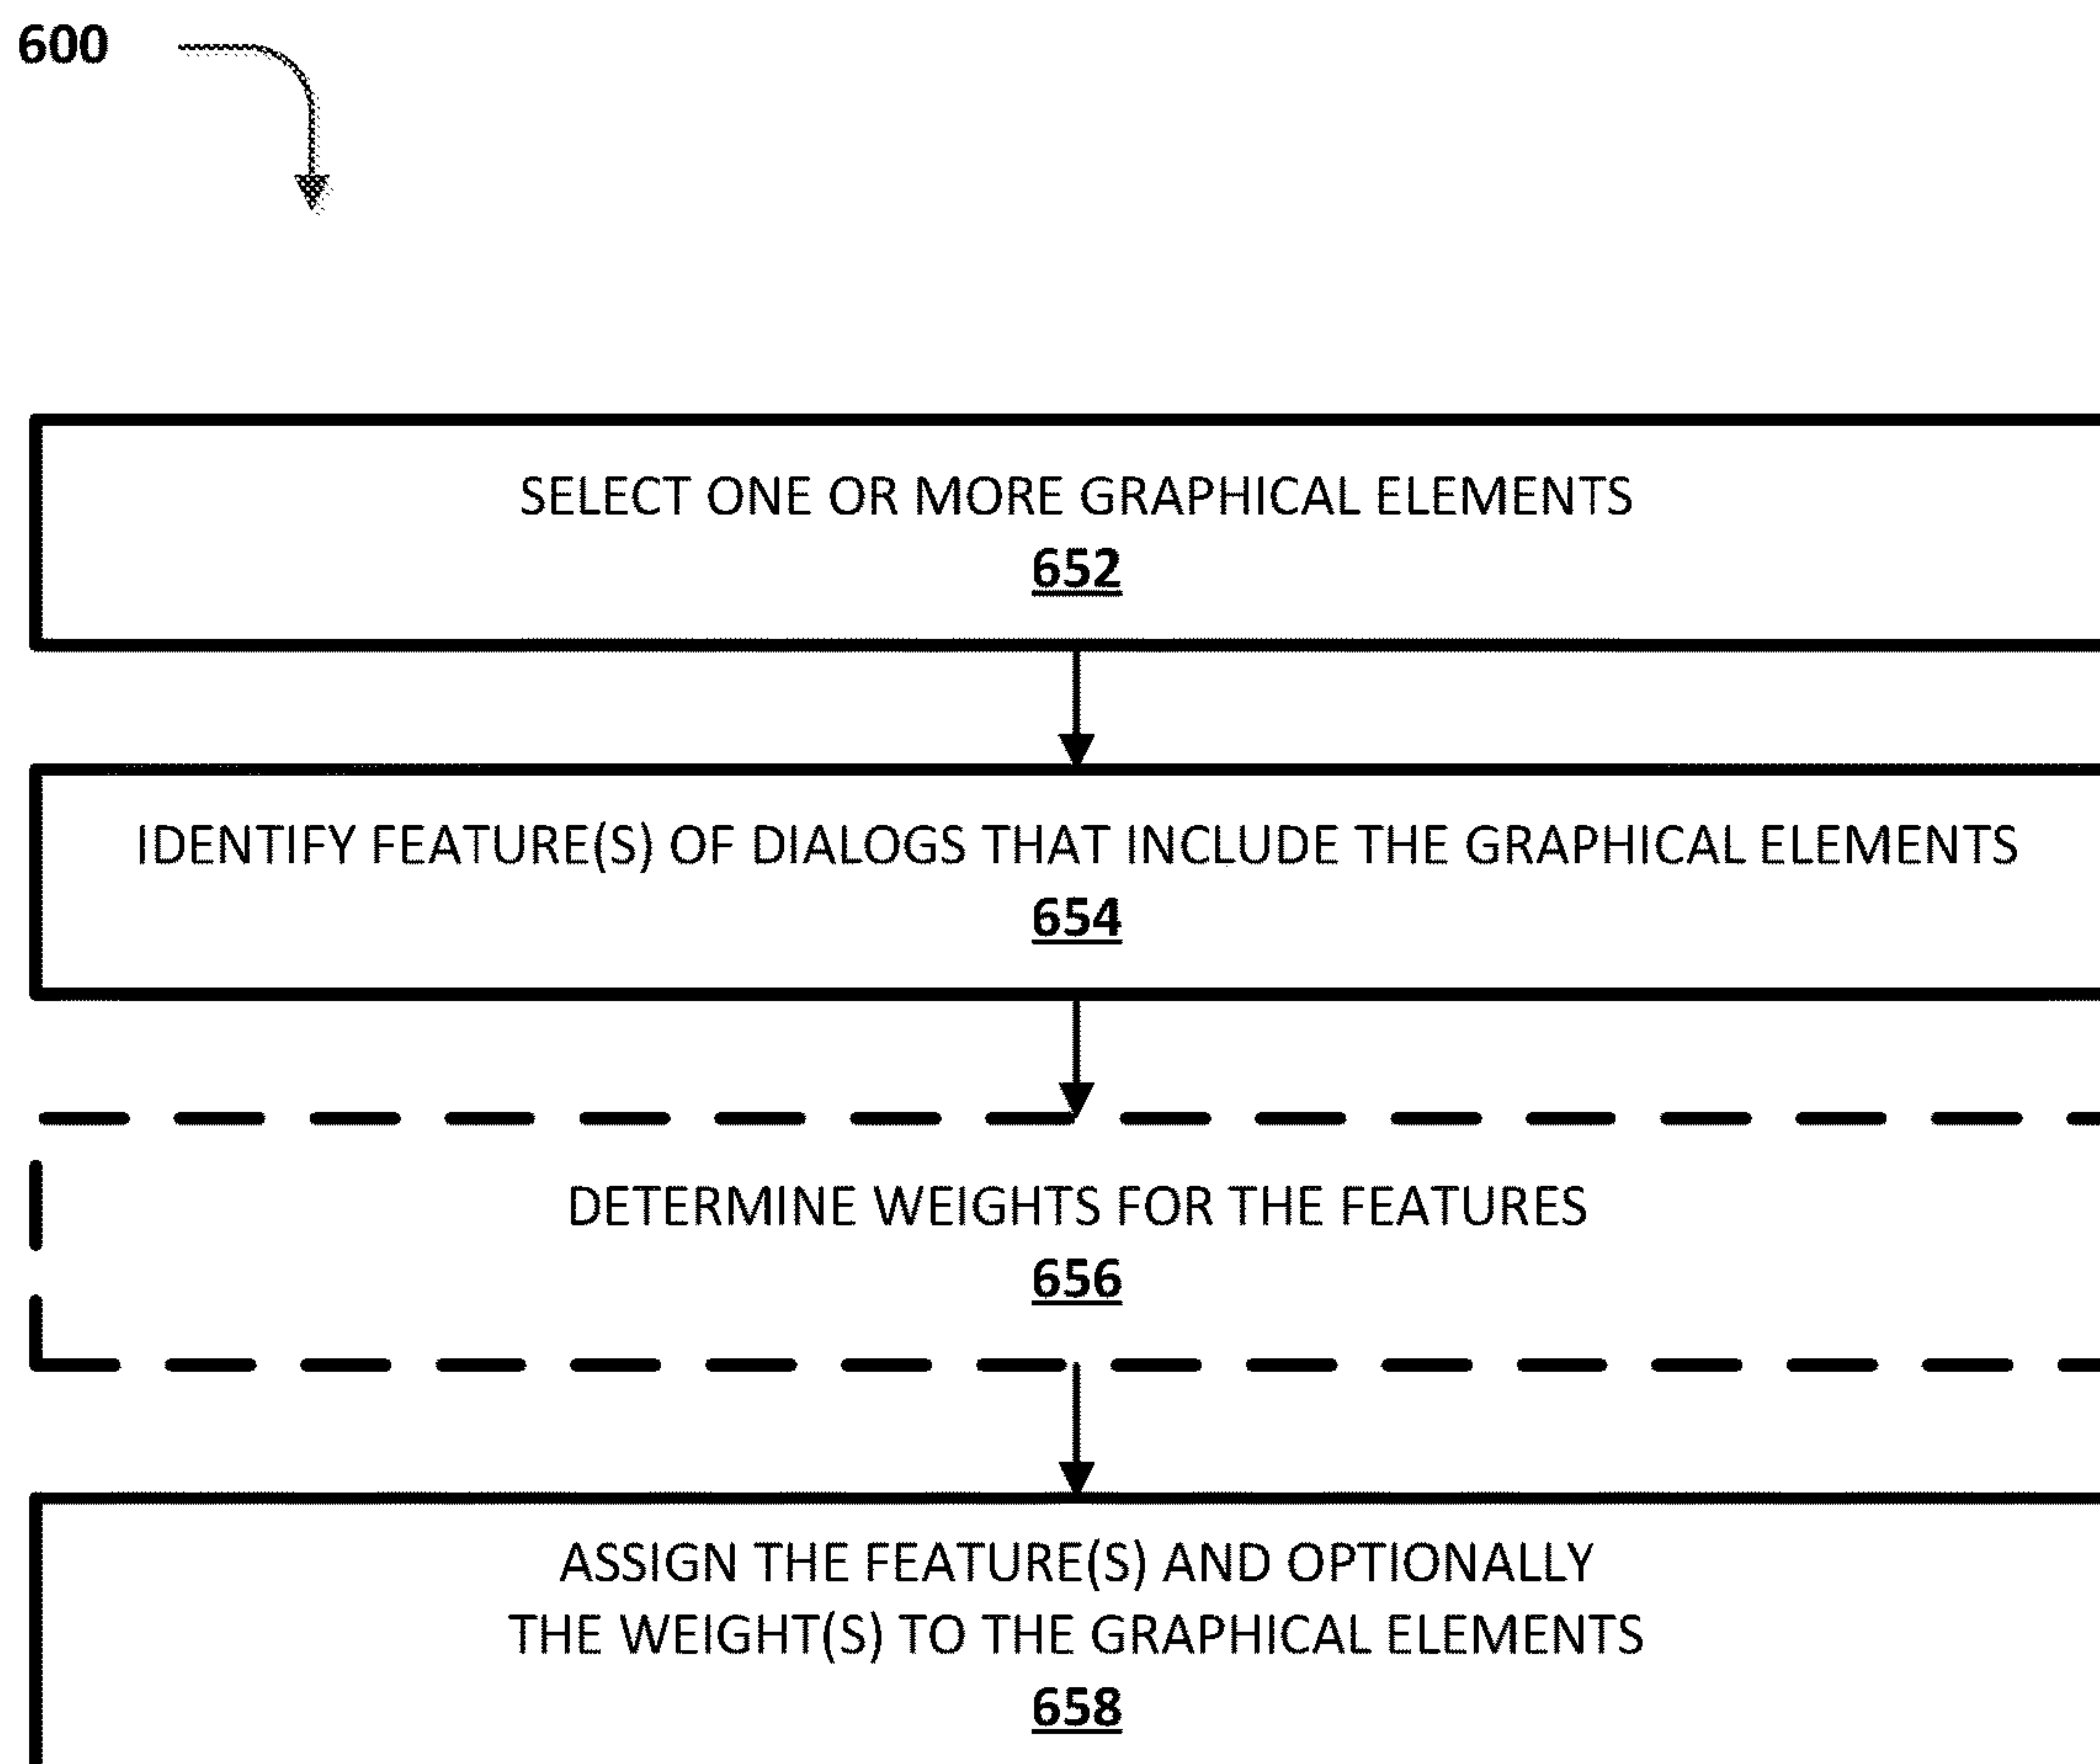 600
SELECT ONE OR MORE GRAPHICAL ELEMENTS
652
IDENTIFY FEATURE(S) OF DIALOGS THAT INCLUDE THE GRAPHICAL ELEMENTS
654
DETERMINE WEIGHTS FOR THE FEATURES
656
ASSIGN THE FEATURE(S) AND OPTIONALLY
THE WEIGHT(S) TO THE GRAPHICAL ELEMENTS
658